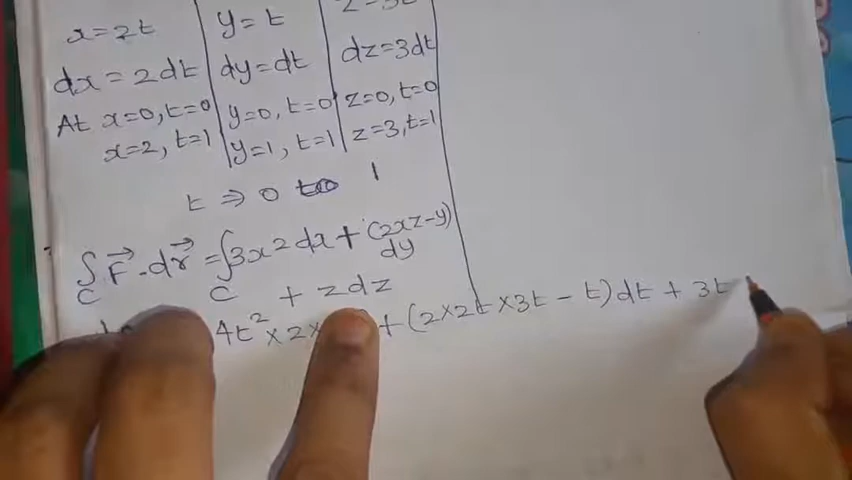 x=2t | y=t | z=3t
dx=2dt | dy=dt | dz=3dt
At x=0, t=0 | y=0, t=0 | z=0, t=0
x=2, t=1 | y=1, t=1 | z=3, t=1
t ⇒ 0 to 1
∫C F⃗ · dr⃗ = ∫C 3x² dx + (2xz-y) dy
+ z dz
4t² × 2 × + (2×2t×3t - t) dt + 3t